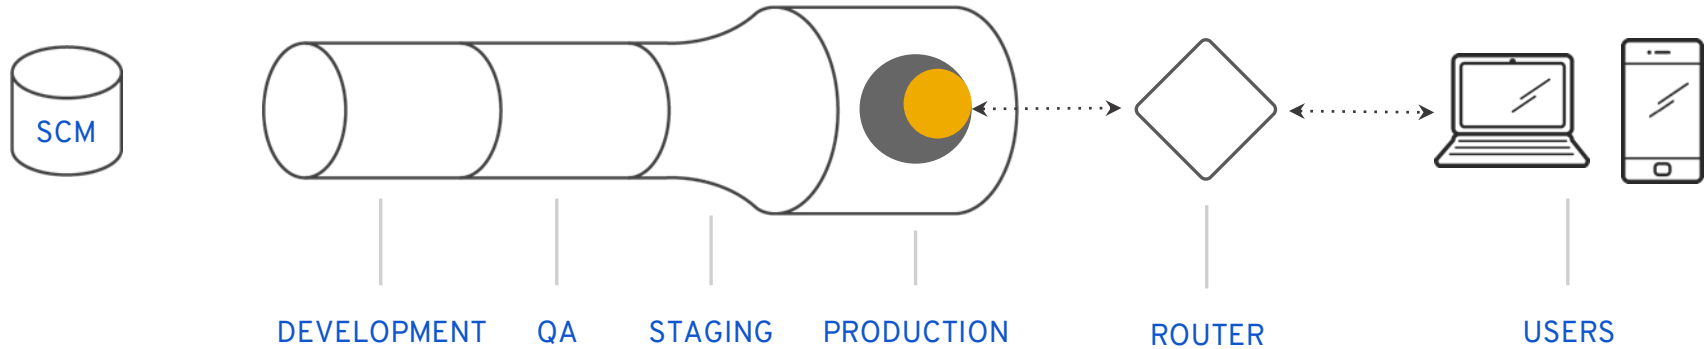 SCM
DEVELOPMENT QA STAGING PRODUCTION ROUTER USERS